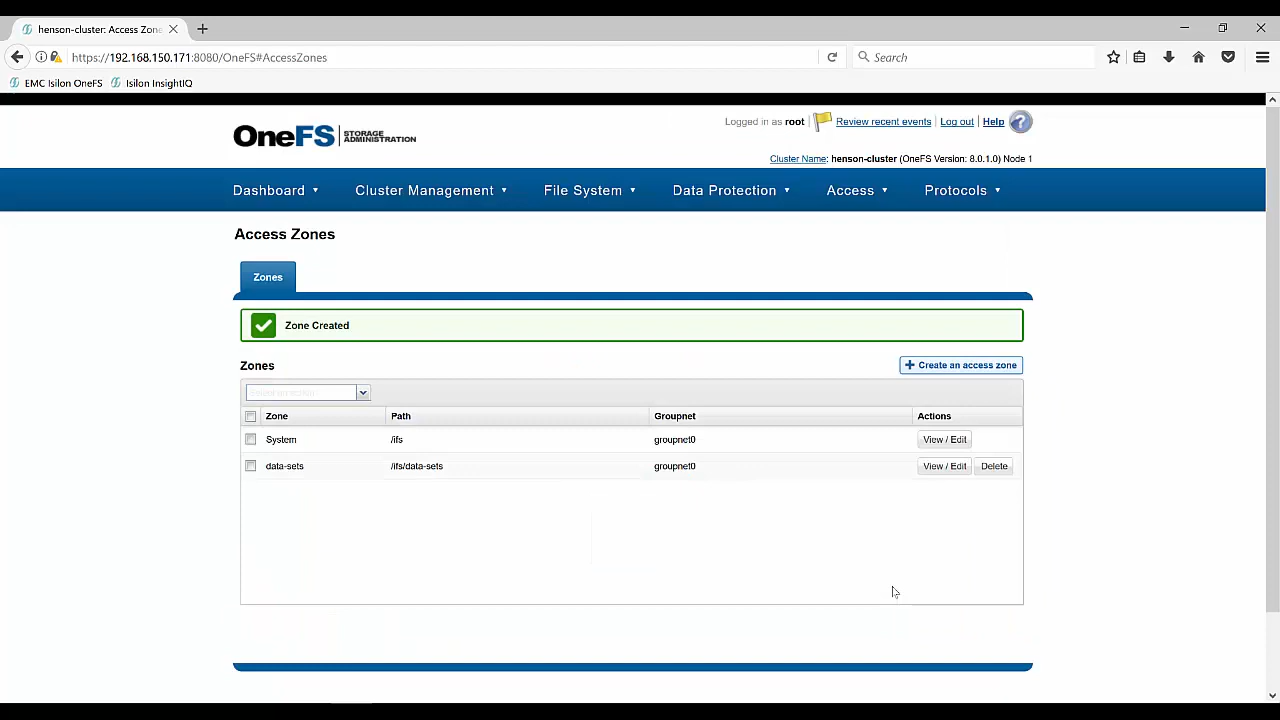 henson-cluster: Access Zone
https://192.168.150.171:8080/OneFS#AccessZones
Search
EMC Isilon OneFS
Isilon InsightIQ
OneFS STORAGE ADMINISTRATION
Logged in as root
Review recent events
Log out
Help
Cluster Name: henson-cluster (OneFS Version: 8.0.1.0) Node 1
Dashboard
Cluster Management
File System
Data Protection
Access
Protocols
Access Zones
Zones
Zone Created
Zones
Create an access zone
Select an action
Zone Path Groupnet Actions
System /ifs groupnet0 View / Edit
data-sets /ifs/data-sets groupnet0 View / Edit Delete